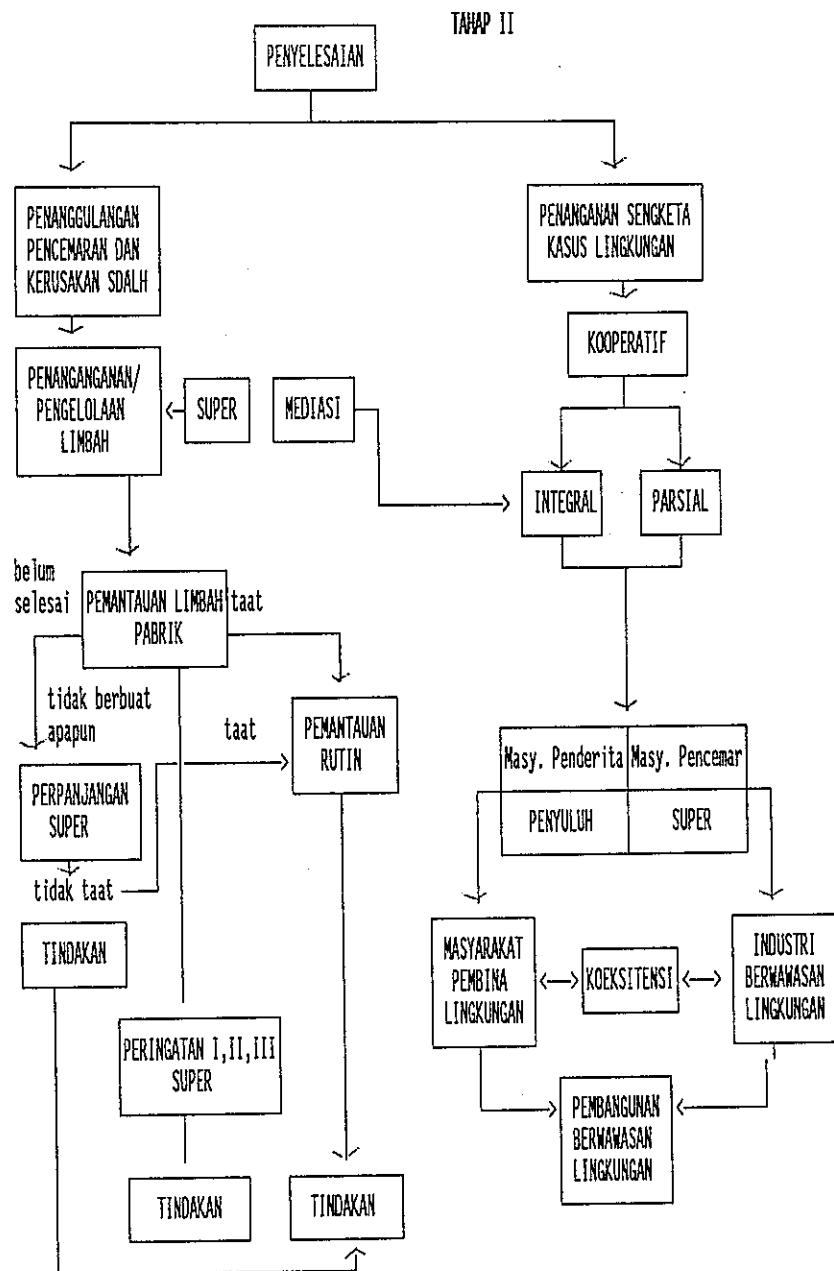 TAHAP II
PENYELESAIAN
PENANGGULANGAN
PENCEMARAN DAN
KERUSAKAN SDALH
PENANGANAN SENGKETA
KASUS LINGKUNGAN
KOOPERATIF
PENANGANGANAN/
PENGELOLAAN
LIMBAH
SUPER
MEDIASI
INTEGRAL
PARSIAL
belum
selesai
PEMANTAUAN LIMBAH
PABRIK
taat
tidak berbuat
apapun
taat
PEMANTAUAN
RUTIN
PERPANJANGAN
SUPER
tidak taat
TINDAKAN
Masy. Penderita
Masy. Pencemar
PENYULUH
SUPER
MASYARAKAT
PEMBINA
LINGKUNGAN
KOEKSITENSI
INDUSTRI
BERWAWASAN
LINGKUNGAN
PERINGATAN I,II,III
SUPER
PEMBANGUNAN
BERWAWASAN
LINGKUNGAN
TINDAKAN
TINDAKAN